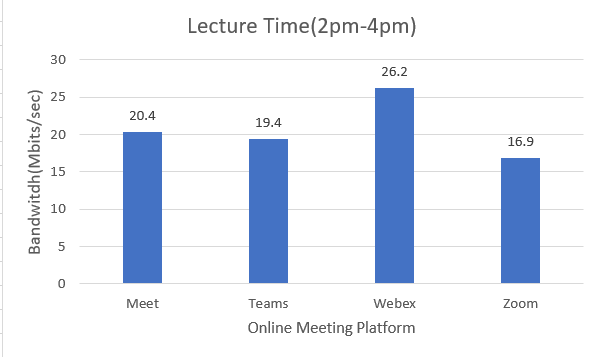 Lecture Time(2pm-4pm)
Bandwitdh(Mbits/sec)
30
25
20
15
10
5
0
20.4
19.4
26.2
16.9
Meet
Teams
Webex
Zoom
Online Meeting Platform